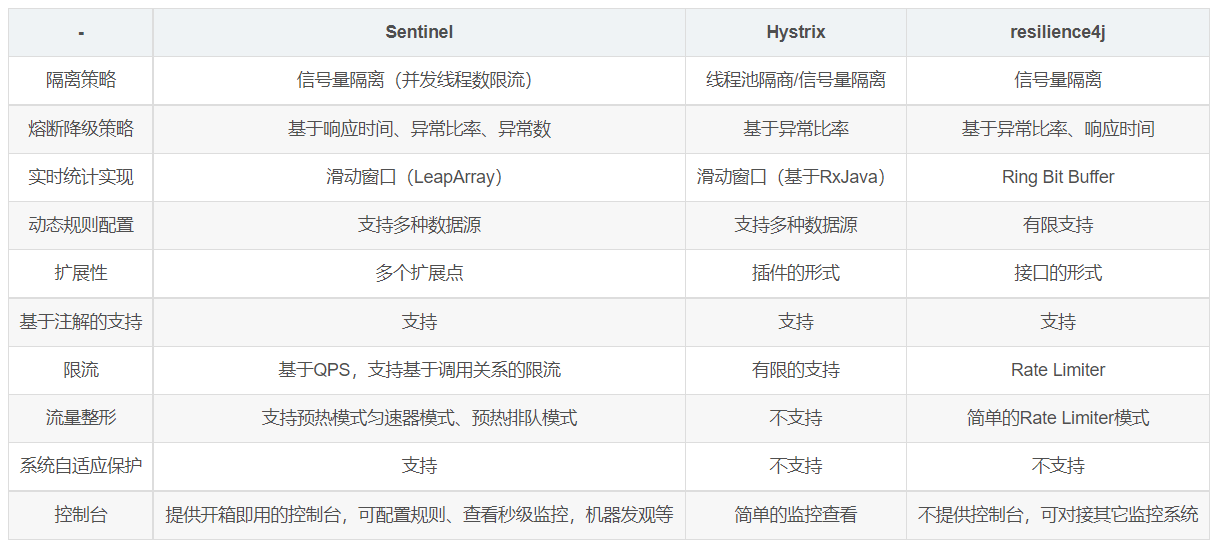 - Sentinel Hystrix resilience4j
隔离策略 信号量隔离（并发线程数限流） 线程池隔商/信号量隔离 信号量隔离
熔断降级策略 基于响应时间、异常比率、异常数 基于异常比率 基于异常比率、响应时间
实时统计实现 滑动窗口（LeapArray） 滑动窗口（基于RxJava） Ring Bit Buffer
动态规则配置 支持多种数据源 支持多种数据源 有限支持
扩展性 多个扩展点 插件的形式 接口的形式
基于注解的支持 支持 支持 支持
限流 基于QPS，支持基于调用关系的限流 有限的支持 Rate Limiter
流量整形 支持预热模式匀速器模式、预热排队模式 不支持 简单的Rate Limiter模式
系统自适应保护 支持 不支持 不支持
控制台 提供开箱即用的控制台，可配置规则、查看秒级监控，机器发观等 简单的监控查看 不提供控制台，可对接其它监控系统